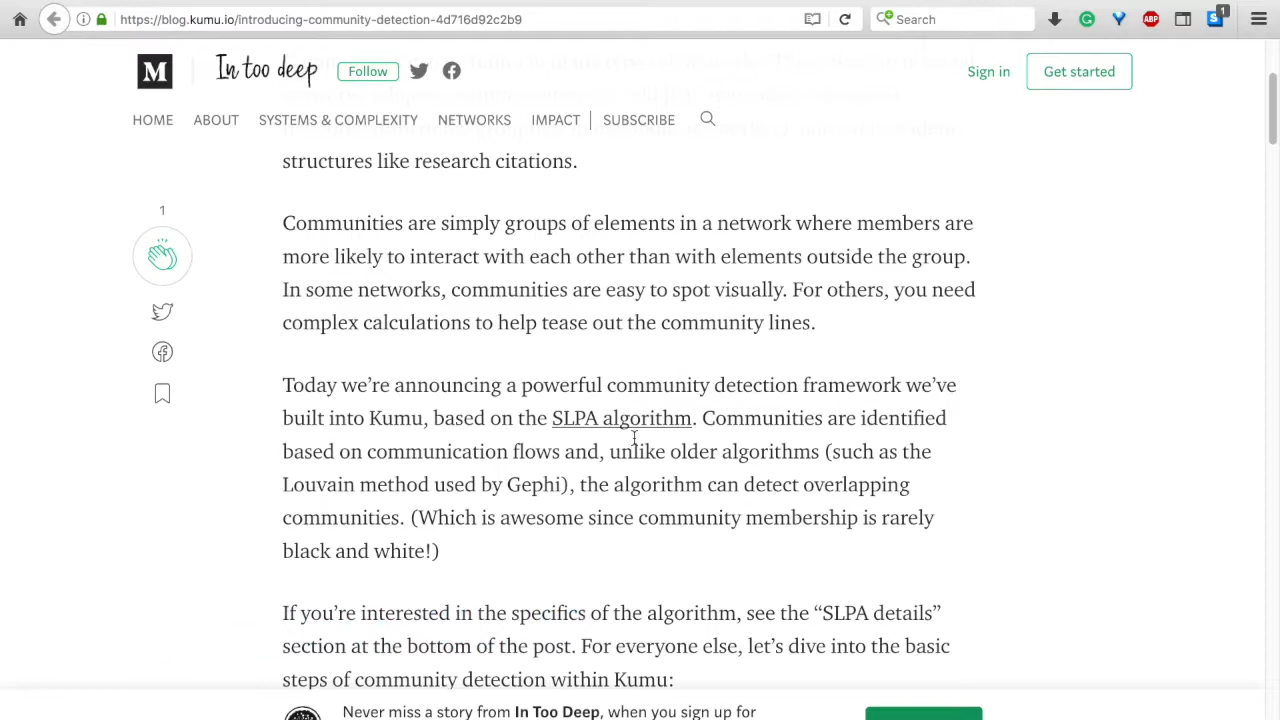 https://blog.kumu.io/introducing-community-detection-4d716d92c2b9
Search
ABP
S
1
M
In too deep
Follow
Sign in
Get started
HOME ABOUT SYSTEMS & COMPLEXITY NETWORKS IMPACT SUBSCRIBE
structures like research citations.
1
Communities are simply groups of elements in a network where members are
more likely to interact with each other than with elements outside the group.
In some networks, communities are easy to spot visually. For others, you need
complex calculations to help tease out the community lines.
Today we’re announcing a powerful community detection framework we’ve
built into Kumu, based on the SLPA algorithm. Communities are identified
based on communication flows and, unlike older algorithms (such as the
Louvain method used by Gephi), the algorithm can detect overlapping
communities. (Which is awesome since community membership is rarely
black and white!)
If you’re interested in the specifics of the algorithm, see the “SLPA details”
section at the bottom of the post. For everyone else, let’s dive into the basic
steps of community detection within Kumu:
Never miss a story from In Too Deep, when you sign up for